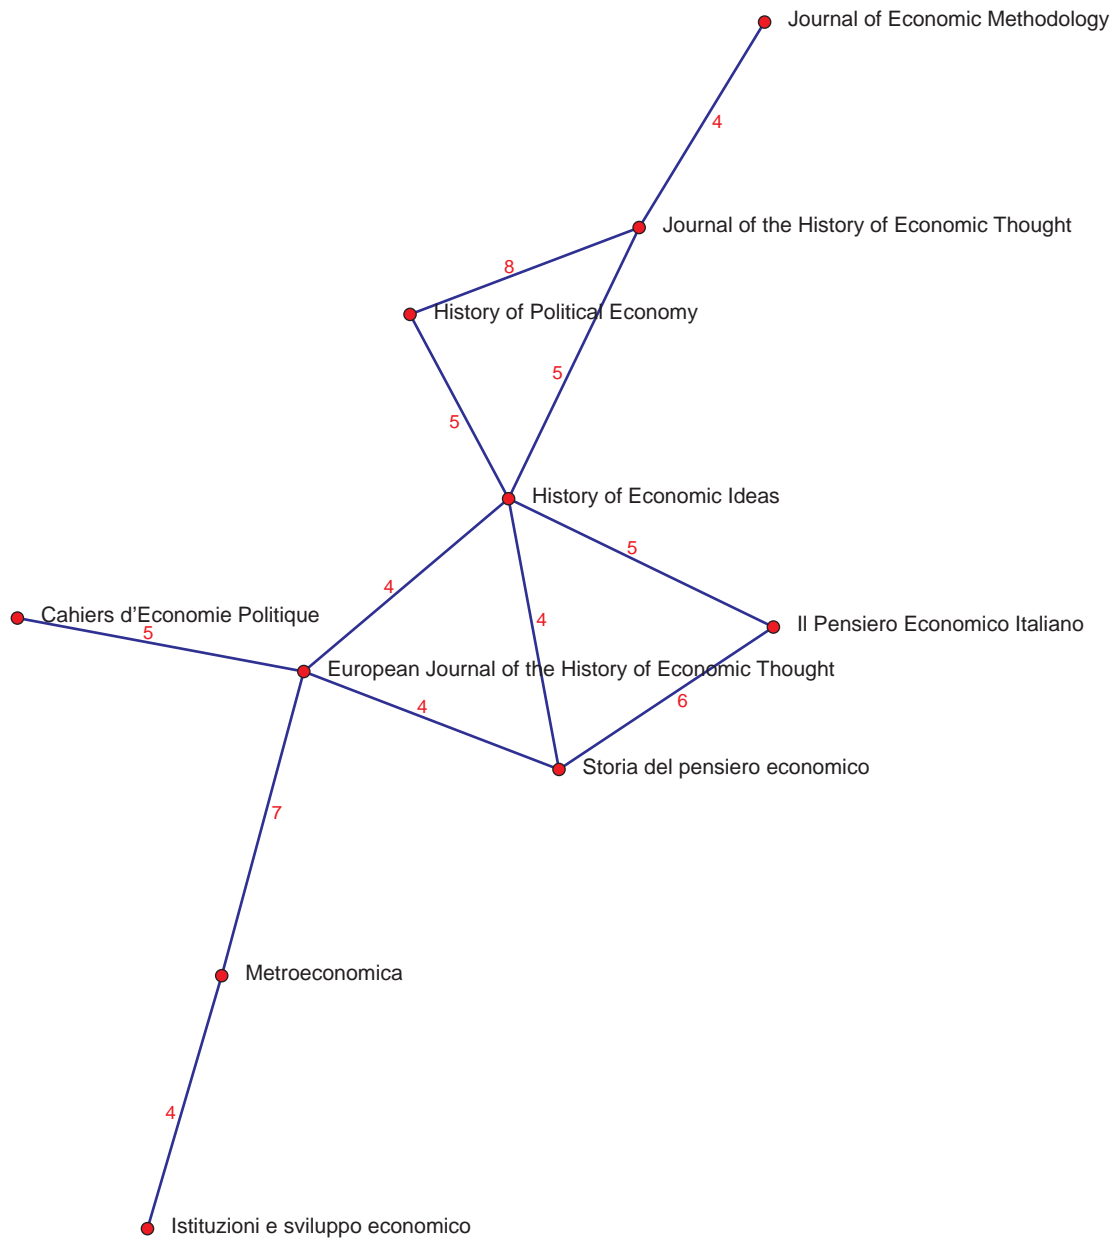 Journal of Economic Methodology
4
Journal of the History of Economic Thought
8
History of Political Economy
5
5
History of Economic Ideas
5
4
Cahiers d'Economie Politique
4
Il Pensiero Economico Italiano
5
European Journal of the History of Economic Thought
6
4
Storia del pensiero economico
7
Metroeconomica
4
Istituzioni e sviluppo economico